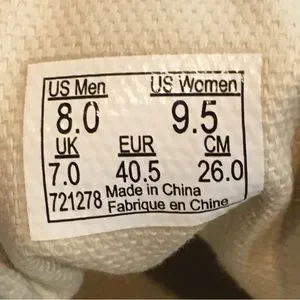 US Men US Women
8.0 9.5
UK EUR CM
7.0 40.5 26.0
721278 Made in China
Fabrique en Chine